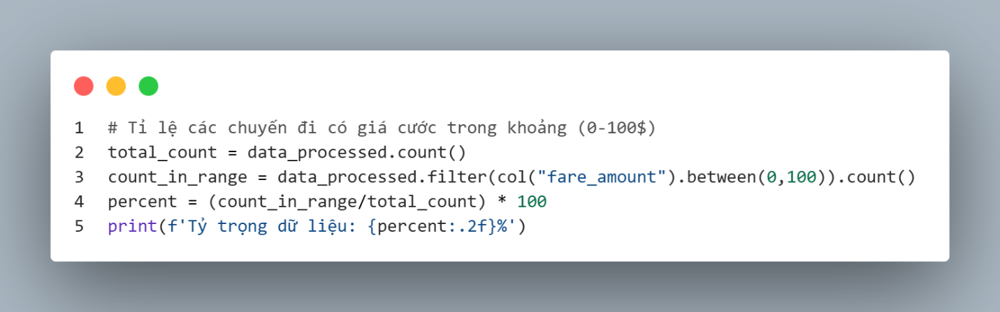 1 # Tỉ lệ các chuyến đi có giá cước trong khoảng (0-100$)
2 total_count = data_processed.count()
3 count_in_range = data_processed.filter(col("fare_amount").between(0,100)).count()
4 percent = (count_in_range/total_count) * 100
5 print(f'Tỷ trọng dữ liệu: {percent:.2f}%')